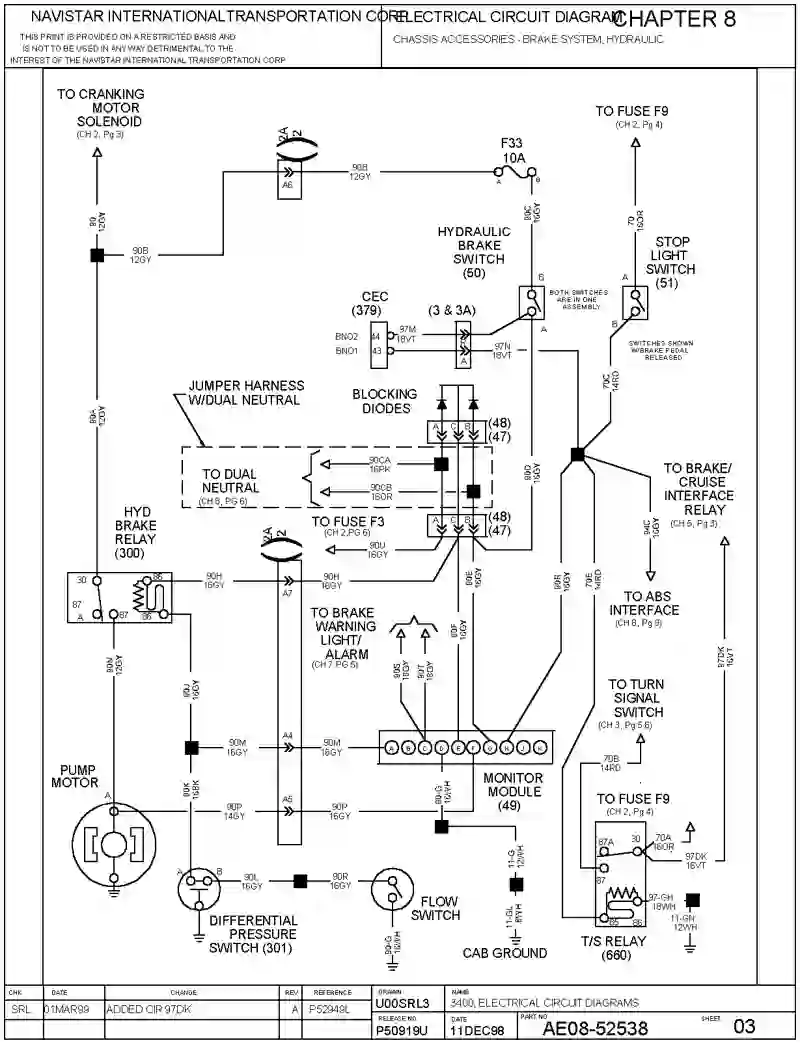 NAVISTAR INTERNATIONAL TRANSPORTATION CORP
THIS PRINT IS PROVIDED ON A RESTRICTED BASIS AND
IS NOT TO BE USED IN ANY WAY DETRIMENTAL TO THE
INTEREST OF THE NAVISTAR INTERNATIONAL TRANSPORTATION CORP
ELECTRICAL CIRCUIT DIAGRAM
CHAPTER 8
CHASSIS ACCESSORIES - BRAKE SYSTEM, HYDRAULIC
TO CRANKING
MOTOR
SOLENOID
(CH 2, Pg 3)
TO FUSE F9
(CH 2, Pg 4)
2A
2
F33
10A
90B
12GY
A6
A
B
90
12GY
90C
16GY
70
16OR
90B
12GY
HYDRAULIC
BRAKE
SWITCH
(50)
STOP
LIGHT
SWITCH
(51)
BOTH SWITCHES
ARE IN ONE
ASSEMBLY
A
A
B
CEC
(379)
(3 & 3A)
BNO2
44
97M
18VT
BNO1
43
A
97N
18VT
SWITCHES SHOWN
W/BRAKE PEDAL
RELEASED
JUMPER HARNESS
W/DUAL NEUTRAL
BLOCKING
DIODES
70C
14RD
90A
12GY
A C B
(48)
(47)
TO DUAL
NEUTRAL
(CH 8, PG 6)
90CA
16PK
90CB
16OR
90D
16GY
TO BRAKE/
CRUISE
INTERFACE
RELAY
(CH 5, Pg 3)
HYD
BRAKE
RELAY
(300)
2A
2
TO FUSE F3
(CH 2,PG 6)
90U
16GY
A C B
(48)
(47)
94C
16GY
30
86
90H
16GY
A7
90H
16GY
90E
16GY
90R
16GY
70E
14RD
87
A
87
86
TO ABS
INTERFACE
(CH 8, Pg 9)
TO BRAKE
WARNING
LIGHT/
ALARM
(CH 7 PG 5)
90F
16GY
90N
12GY
90J
16GY
90S
18GY
90T
18GY
97DK
16VT
TO TURN
SIGNAL
SWITCH
(CH 3, Pg 5,6)
90M
16GY
A4
90M
16GY
A B C D E F G H J K
70B
14RD
PUMP
MOTOR
A
90K
16BK
90P
14GY
A5
90P
16GY
90-G
12WH
MONITOR
MODULE
(49)
TO FUSE F9
(CH 2, Pg 4)
87A
30
70A
16OR
97DK
16VT
87
11-G
12WH
A
B
90L
16GY
90R
16GY
97-GH
18WH
85
86
11-GL
8WH
11-GH
12WH
FLOW
SWITCH
90-G
12WH
DIFFERENTIAL
PRESSURE
SWITCH (301)
CAB GROUND
T/S RELAY
(660)
CHK
DATE
CHANGE
REV
REFERENCE
DRAWN
U00SRL3
NAME
3400, ELECTRICAL CIRCUIT DIAGRAMS
SRL
01MAR99
ADDED CIR 97DK
A
P52949L
RELEASE NO
P50919U
DATE
11DEC98
PART NO
AE08-52538
SHEET
03